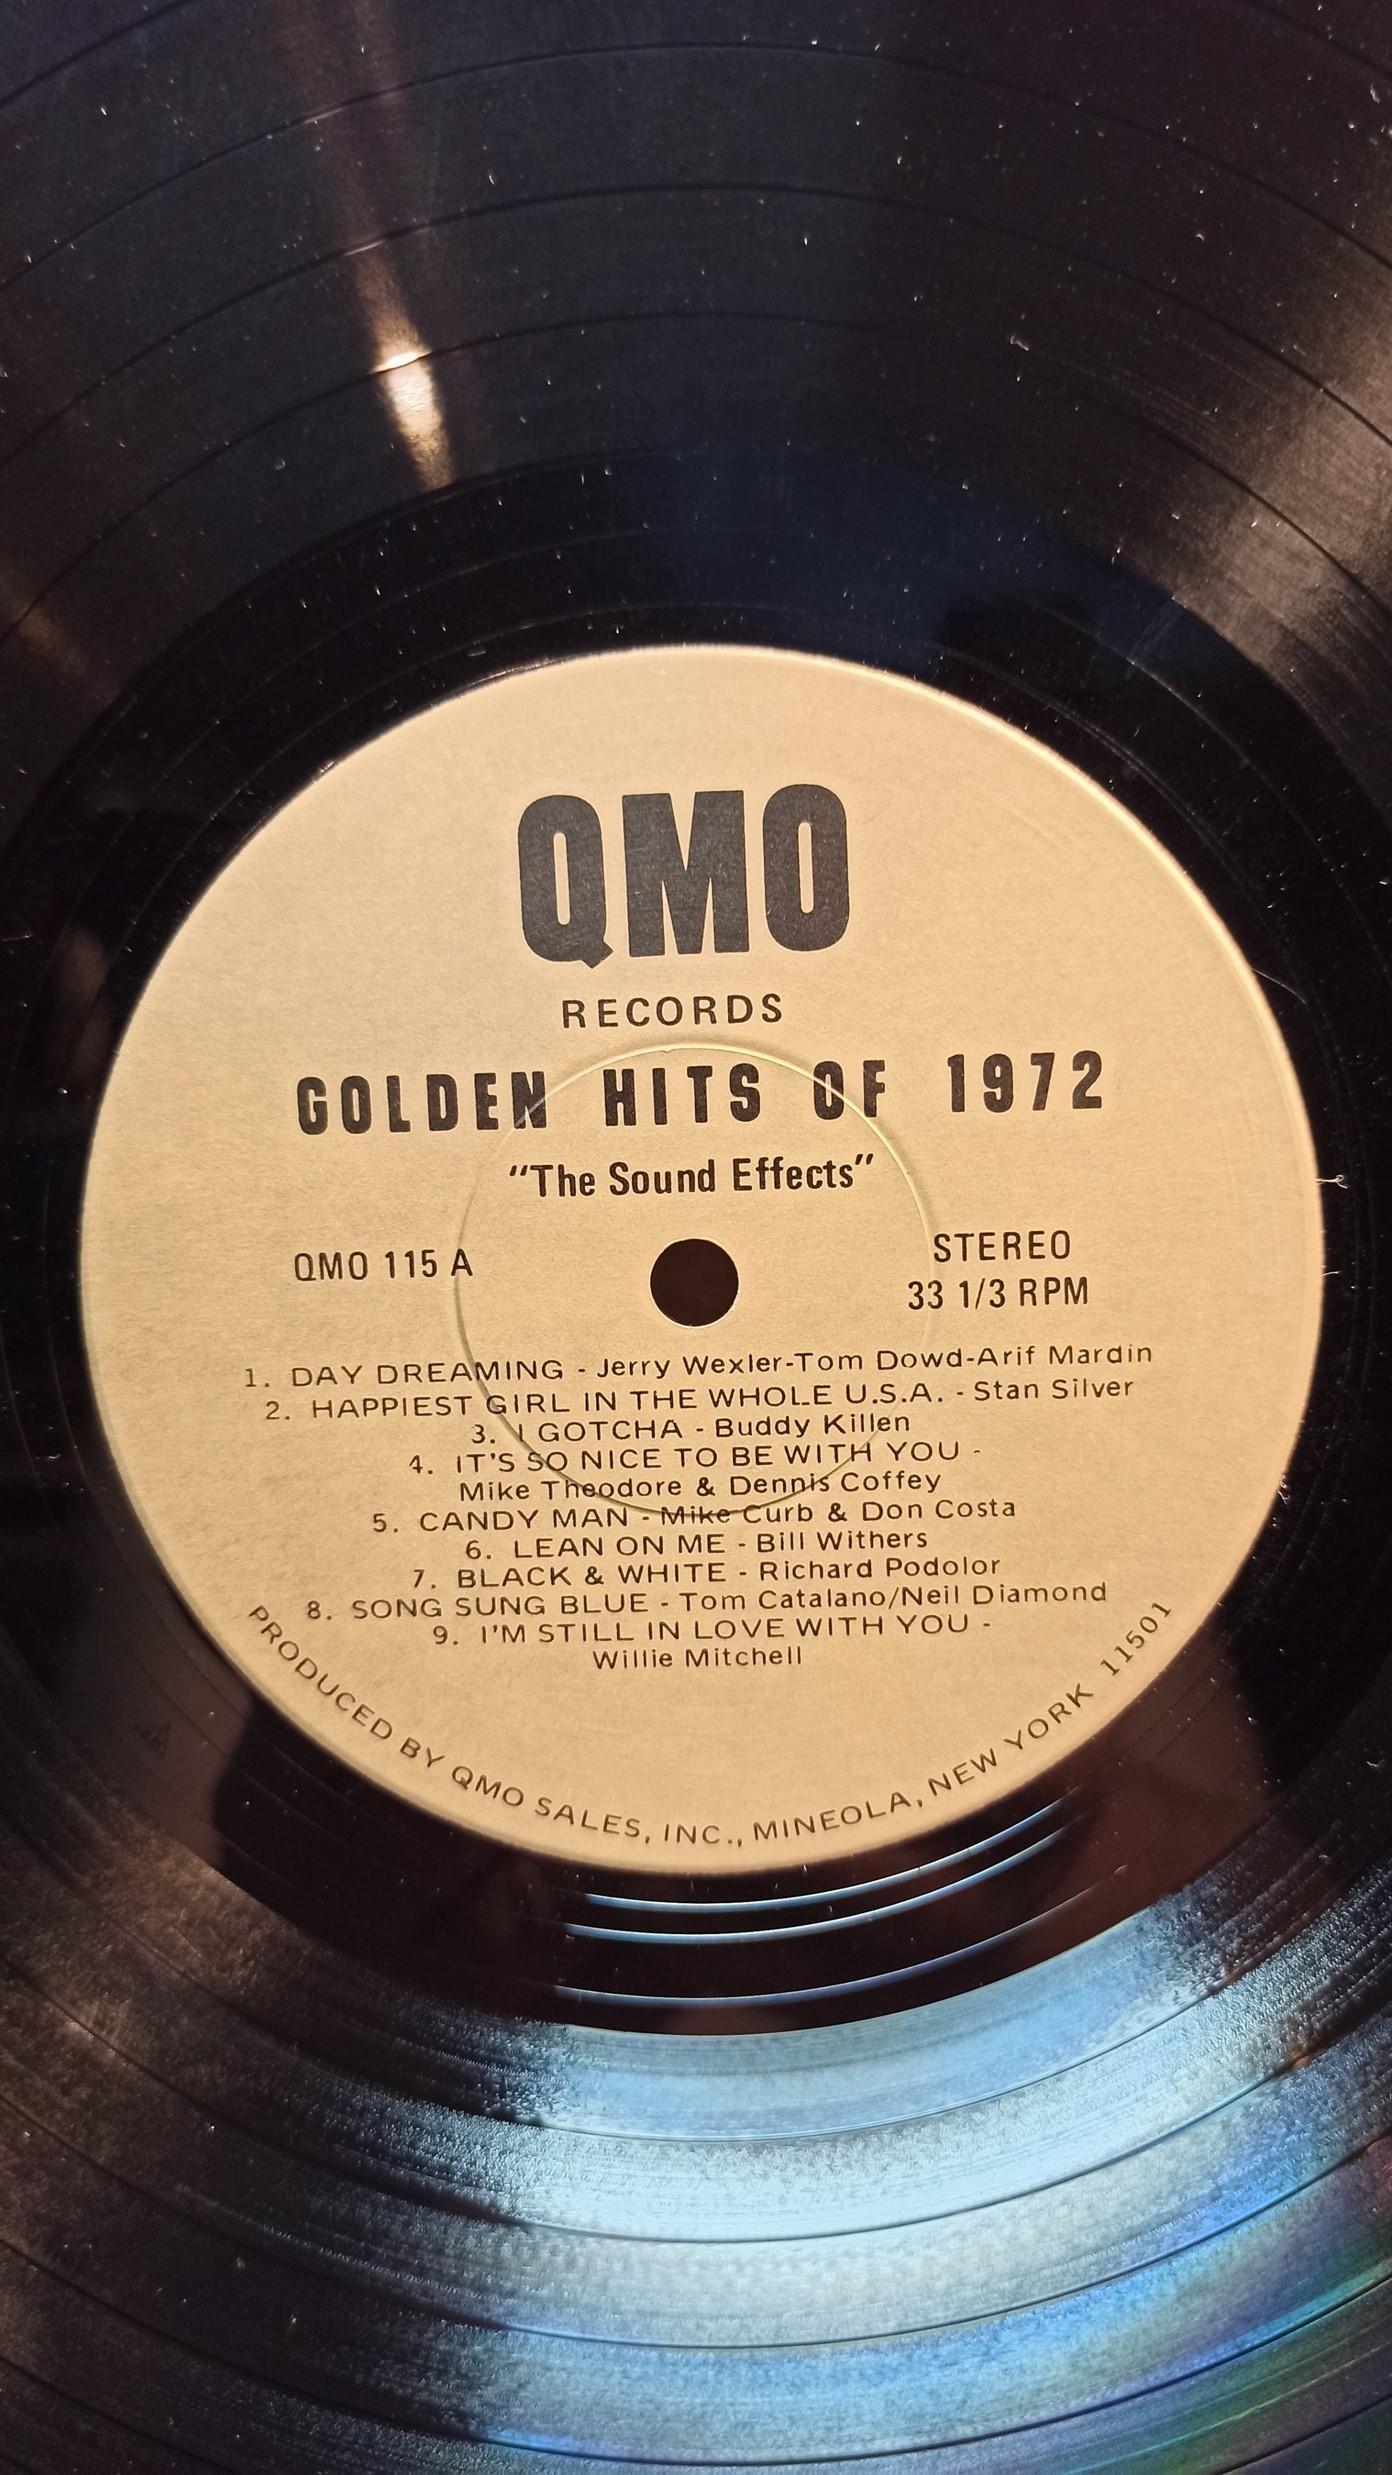 QMO
RECORDS
GOLDEN HITS OF 1972
"The Sound Effects"
QMO 115 A
STEREO
33 1/3 RPM
1. DAY DREAMING - Jerry Wexler-Tom Dowd-Arif Mardin
2. HAPPIEST GIRL IN THE WHOLE U.S.A. - Stan Silver
3. I GOTCHA - Buddy Killen
4. IT'S SO NICE TO BE WITH YOU -
Mike Theodore & Dennis Coffey
5. CANDY MAN - Mike Curb & Don Costa
6. LEAN ON ME - Bill Withers
7. BLACK & WHITE - Richard Podolor
8. SONG SUNG BLUE - Tom Catalano/Neil Diamond
9. I'M STILL IN LOVE WITH YOU -
Willie Mitchell
PRODUCED BY QMO SALES, INC., MINEOLA, NEW YORK 11501